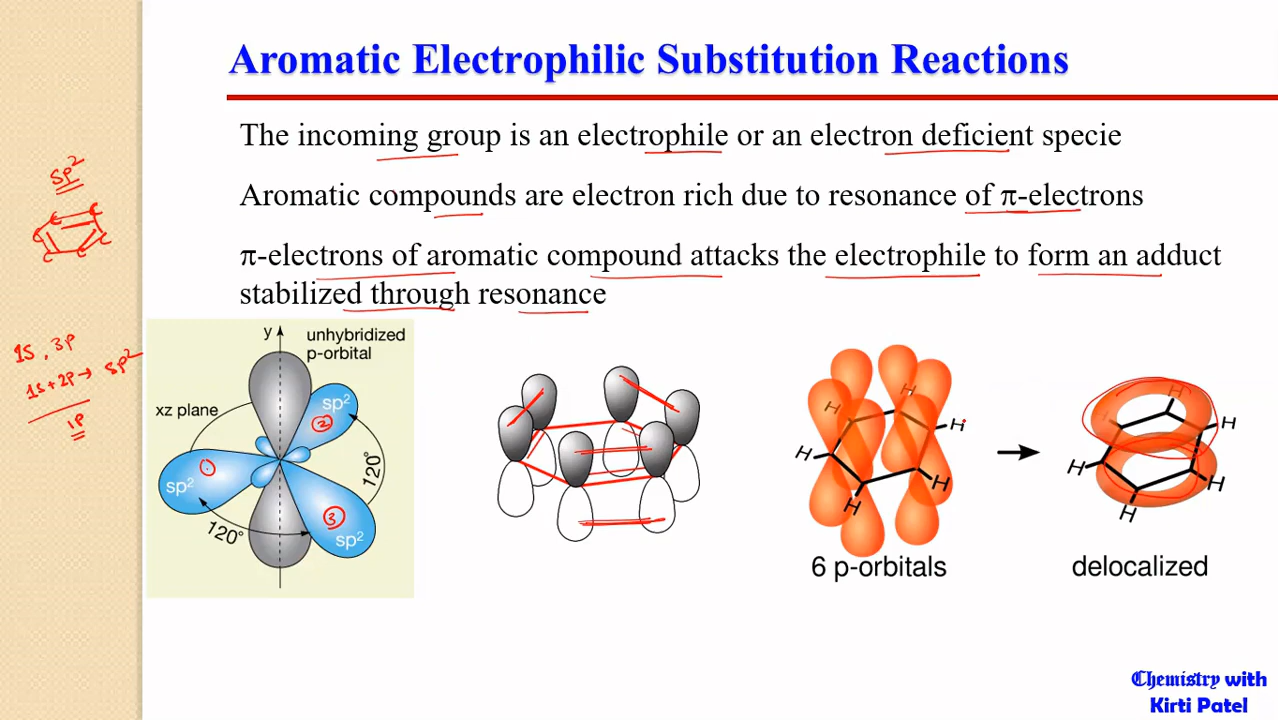 Aromatic Electrophilic Substitution Reactions
The incoming group is an electrophile or an electron deficient specie
Aromatic compounds are electron rich due to resonance of π-electrons
π-electrons of aromatic compound attacks the electrophile to form an adduct
stabilized through resonance
sp²
C
C
C
C
C
C
1s, 3p
1s+2p→ sp²
1p
y
unhybridized
p-orbital
xz plane
sp²
②
①
sp²
120°
③
sp²
120°
H
H
H
H
H
H
6 p-orbitals
H
H
H
H
delocalized
Chemistry with
Kirti Patel